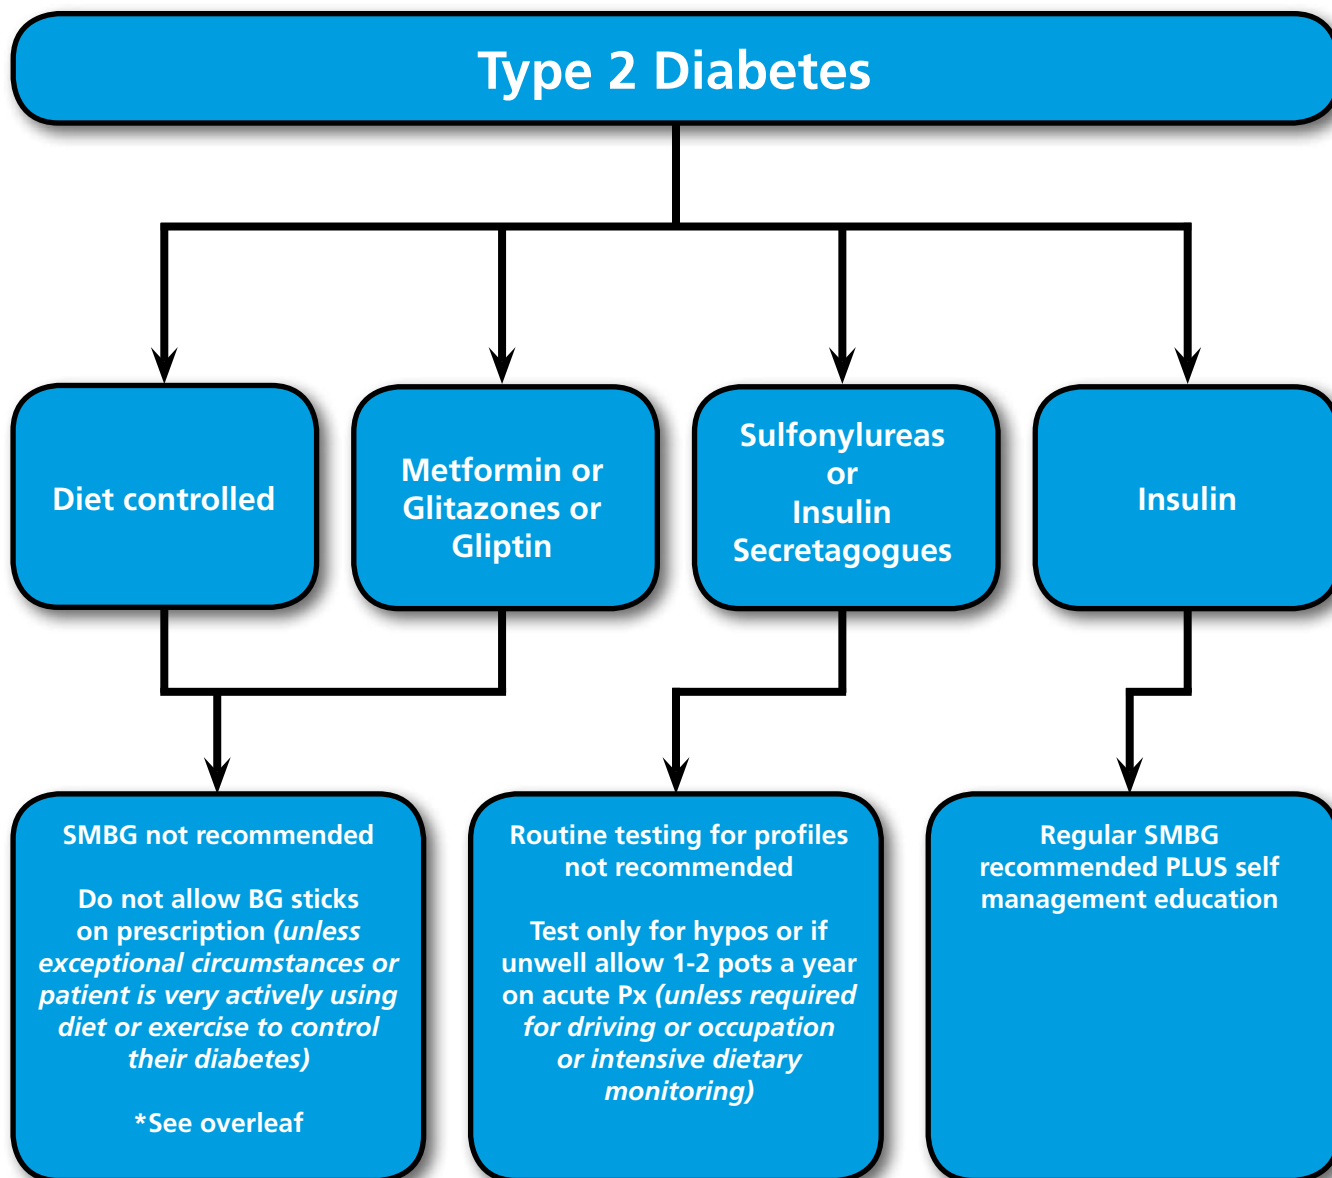 Type 2 Diabetes
Diet controlled
Metformin or
Glitazones or
Gliptin
Sulfonylureas
or
Insulin
Secretagogues
Insulin
SMBG not recommended
Do not allow BG sticks
on prescription (unless
exceptional circumstances or
patient is very actively using
diet or exercise to control
their diabetes)
*See overleaf
Routine testing for profiles
not recommended
Test only for hypos or if
unwell allow 1-2 pots a year
on acute Px (unless required
for driving or occupation
or intensive dietary
monitoring)
Regular SMBG
recommended PLUS self
management education